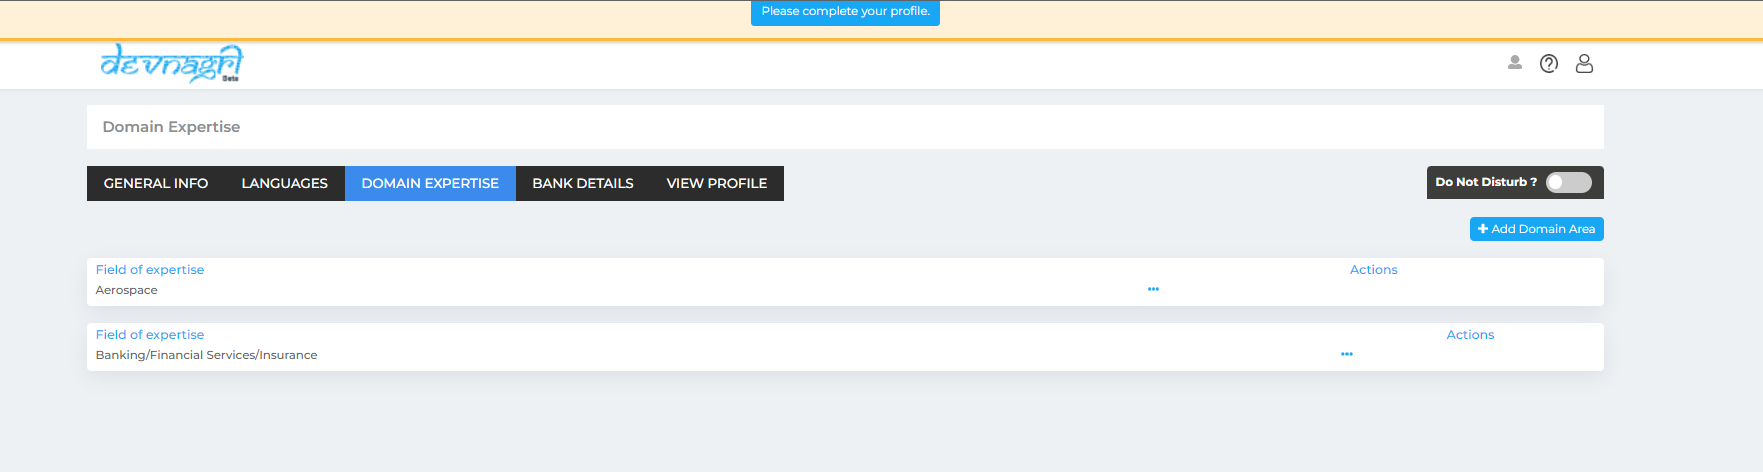 Please complete your profile.
devnagri
Beta
Domain Expertise
GENERAL INFO LANGUAGES DOMAIN EXPERTISE BANK DETAILS VIEW PROFILE
Do Not Disturb ?
+ Add Domain Area
Field of expertise Actions
Aerospace •••
Field of expertise Actions
Banking/Financial Services/Insurance •••